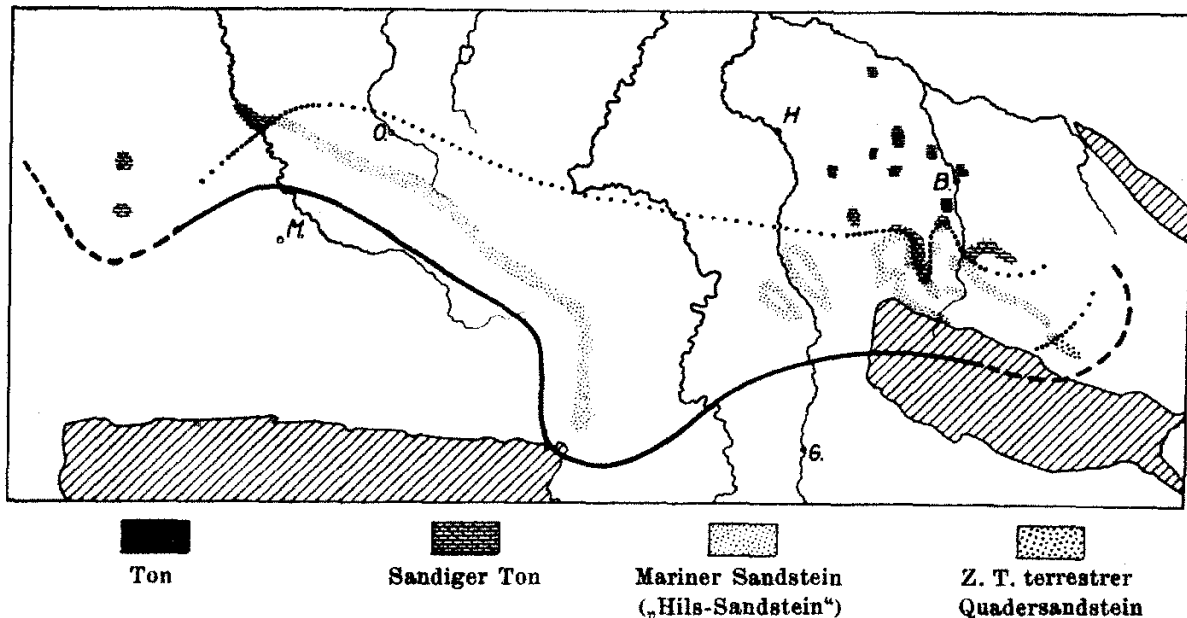 H
O.
B.
M.
G.
Ton
Sandiger Ton
Mariner Sandstein
(„Hils-Sandstein“)
Z. T. terrestrer
Quadersandstein